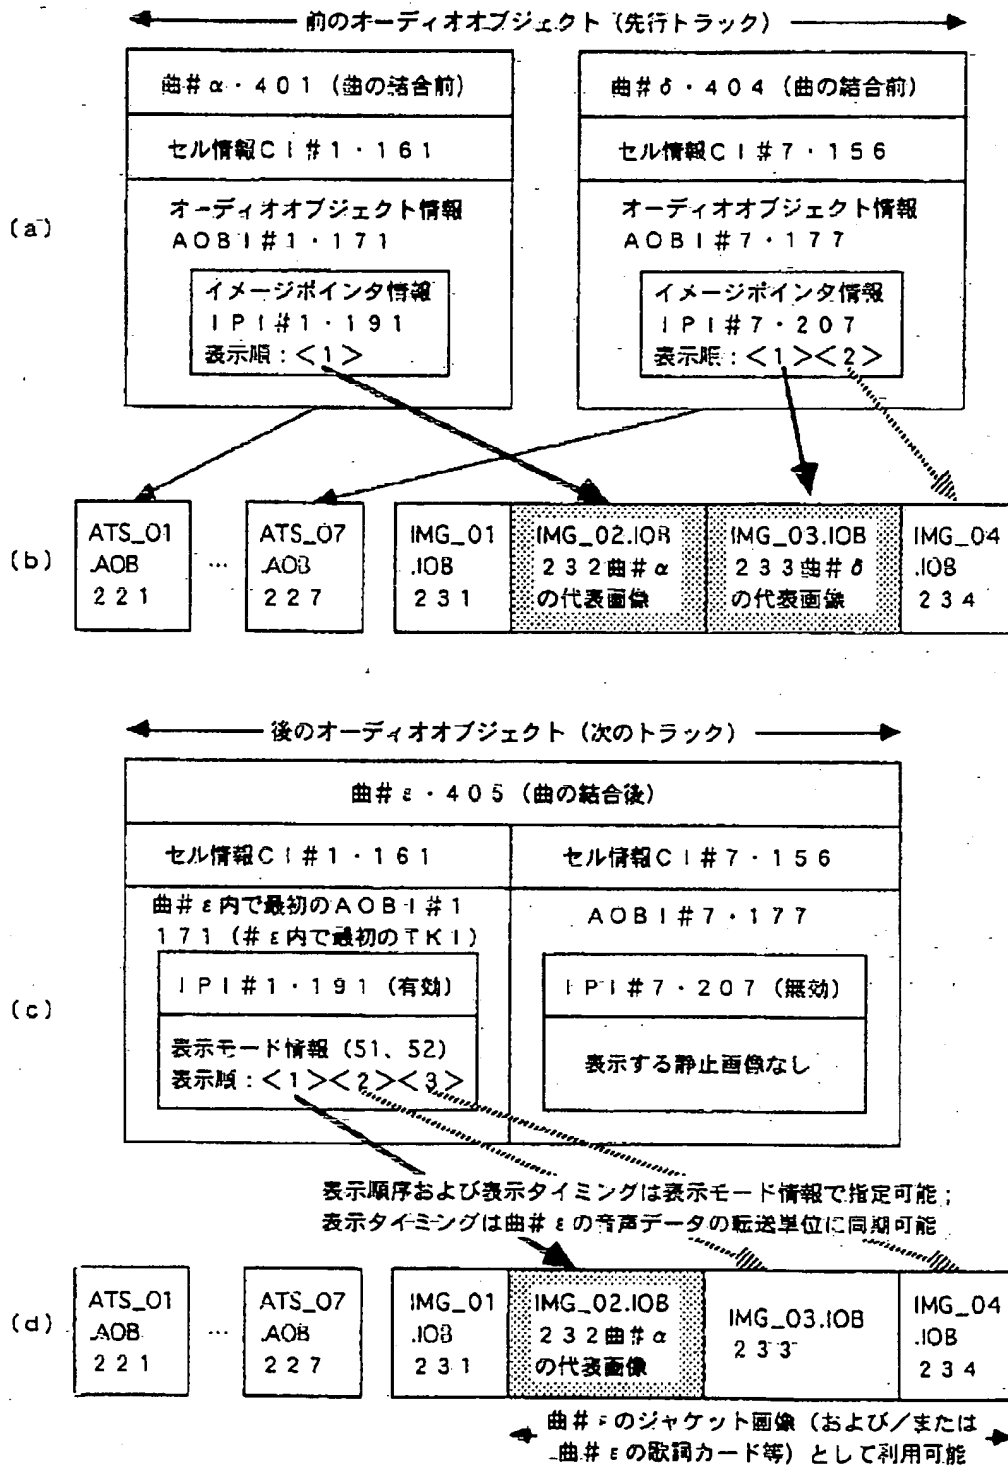 前のオーディオオブジェクト (先行トラック)
曲#α・401 (曲の結合前)
曲#δ・404 (曲の結合前)
セル情報CI#1・161
セル情報CI#7・156
(a)
オーディオオブジェクト情報
AOBI#1・171
オーディオオブジェクト情報
AOBI#7・177
イメージポインタ情報
IPI#1・191
表示順:<1>
イメージポインタ情報
IPI#7・207
表示順:<1><2>
(b)
ATS_01
.AOB
221
…
ATS_07
.AOB
227
IMG_01
.IOB
231
IMG_02.IOB
232曲#α
の代表画像
IMG_03.IOB
233曲#δ
の代表画像
IMG_04
.IOB
234
後のオーディオオブジェクト (次のトラック)
曲#ε・405 (曲の結合後)
セル情報CI#1・161
セル情報CI#7・156
(c)
曲#ε内で最初のAOBI#1
171 (#ε内で最初のTKI)
AOBI#7・177
IPI#1・191 (有効)
IPI#7・207 (無効)
表示モード情報 (51、52)
表示順:<1><2><3>
表示する静止画像なし
表示順序および表示タイミングは表示モード情報で指定可能;
表示タイミングは曲#εの音声データの転送単位に同期可能
(d)
ATS_01
.AOB
221
…
ATS_07
.AOB
227
IMG_01
.IOB
231
IMG_02.IOB
232曲#α
の代表画像
IMG_03.IOB
233
IMG_04
.IOB
234
曲#εのジャケット画像 (および/または
曲#εの歌詞カード等) として利用可能